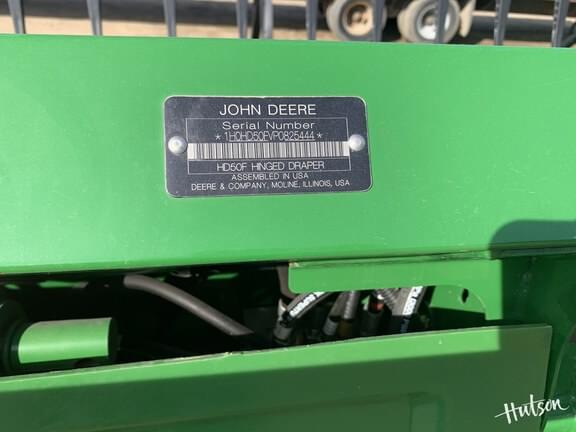 JOHN DEERE
Serial Number
*1H0HD50FVP0825444*
HD50F HINGED DRAPER
ASSEMBLED IN USA
DEERE & COMPANY, MOLINE, ILLINOIS, USA
Hutson